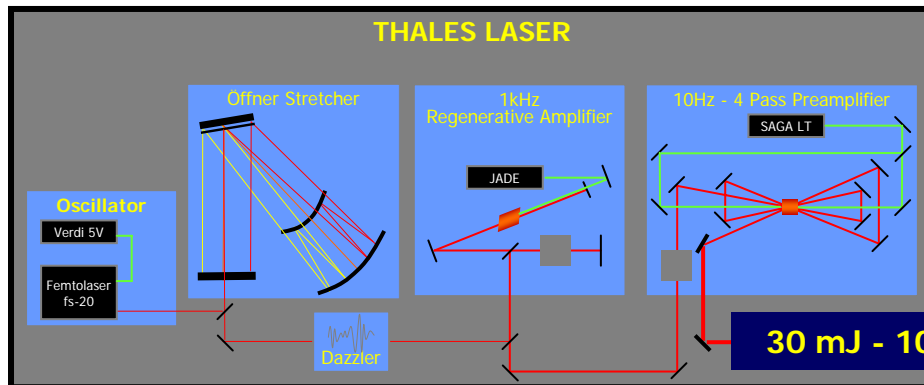 THALES LASER
Öffner Stretcher
1kHz
Regenerative Amplifier
10Hz - 4 Pass Preamplifier
SAGA LT
JADE
Oscillator
Verdi 5V
Femtolaser
fs-20
Dazzler
30 mJ - 10